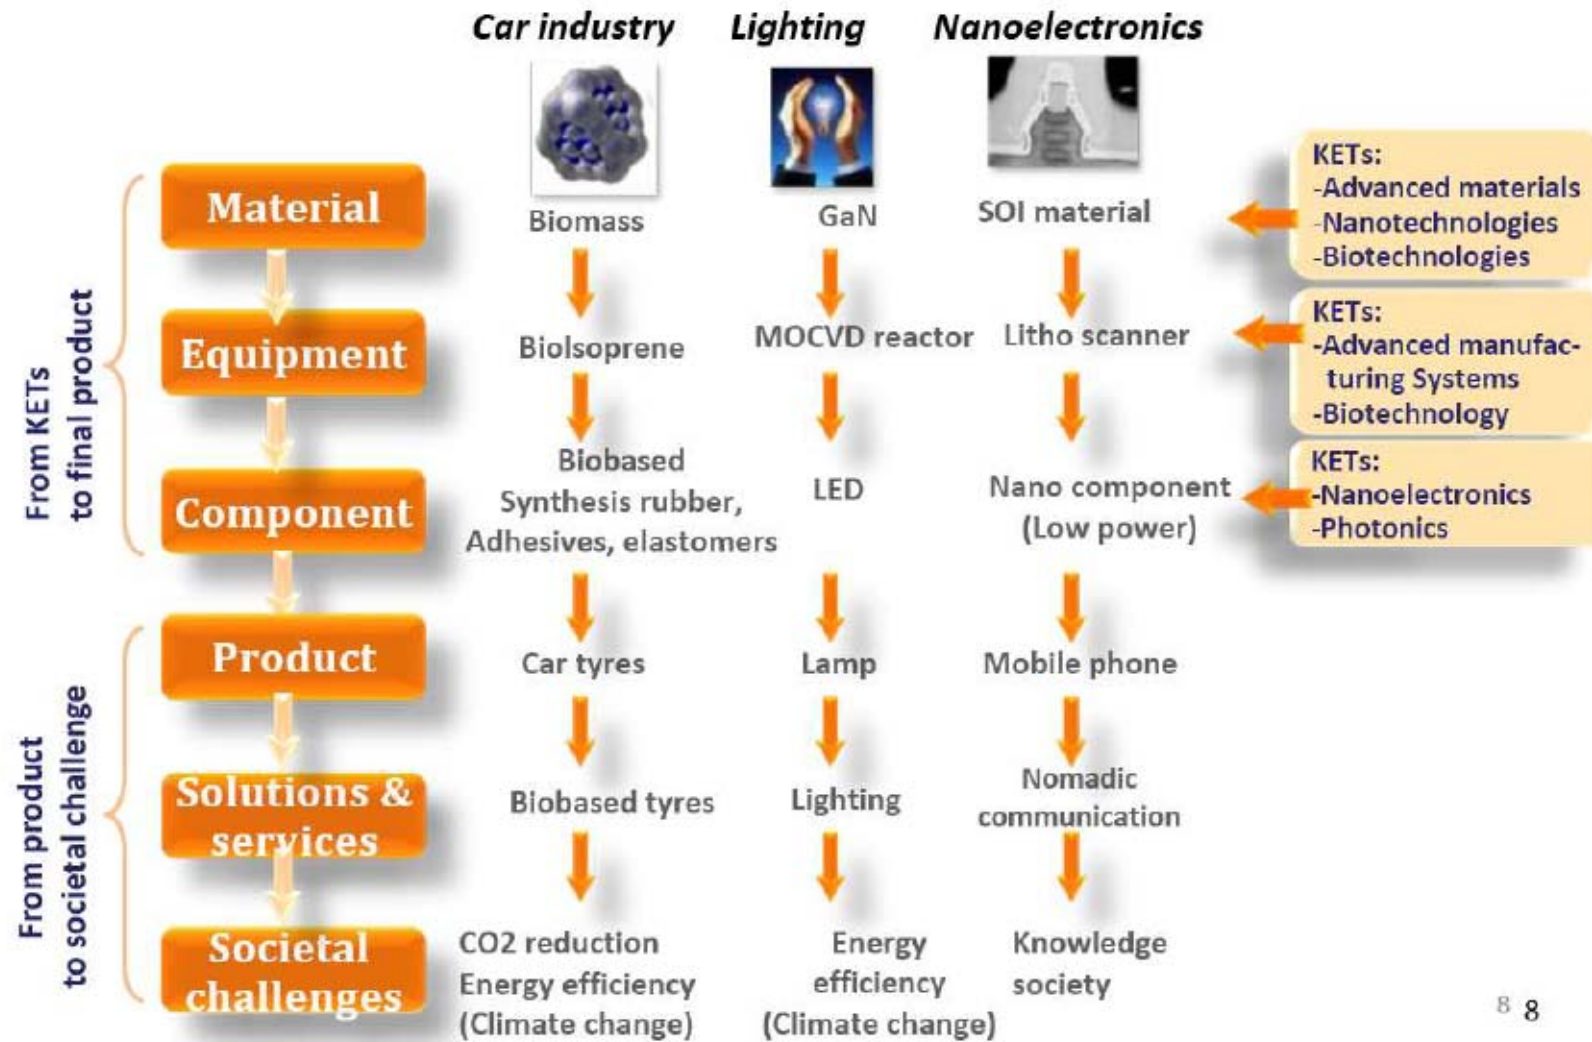 Car industry
Lighting
Nanoelectronics
Material
Biomass
GaN
SOI material
KETs:
-Advanced materials
-Nanotechnologies
-Biotechnologies
From KETs
to final product
Equipment
BioIsoprene
MOCVD reactor
Litho scanner
KETs:
-Advanced manufac-
turing Systems
-Biotechnology
Component
Biobased
Synthesis rubber,
Adhesives, elastomers
LED
Nano component
(Low power)
KETs:
-Nanoelectronics
-Photonics
From product
to societal challenge
Product
Car tyres
Lamp
Mobile phone
Solutions &
services
Biobased tyres
Lighting
Nomadic
communication
Societal
challenges
CO2 reduction
Energy efficiency
(Climate change)
Energy
efficiency
(Climate change)
Knowledge
society
8 8